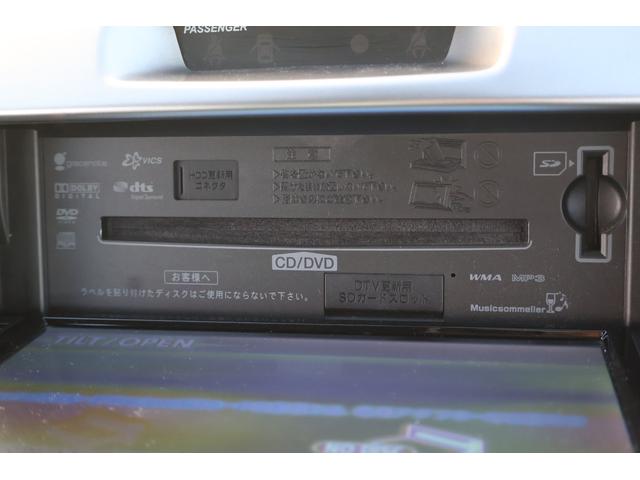 PASSENGER
gracenote
VICS
HDD更新用
コネクタ
注意
SD
DOLBY
DIGITAL
dts
Digital Surround
DVD
CD/DVD
お客様へ
ラベルを貼り付けたディスクはご使用にならないで下さい。
DTV更新用
SDカードスロット
WMA MP3
Musicsommelier
TILT/OPEN